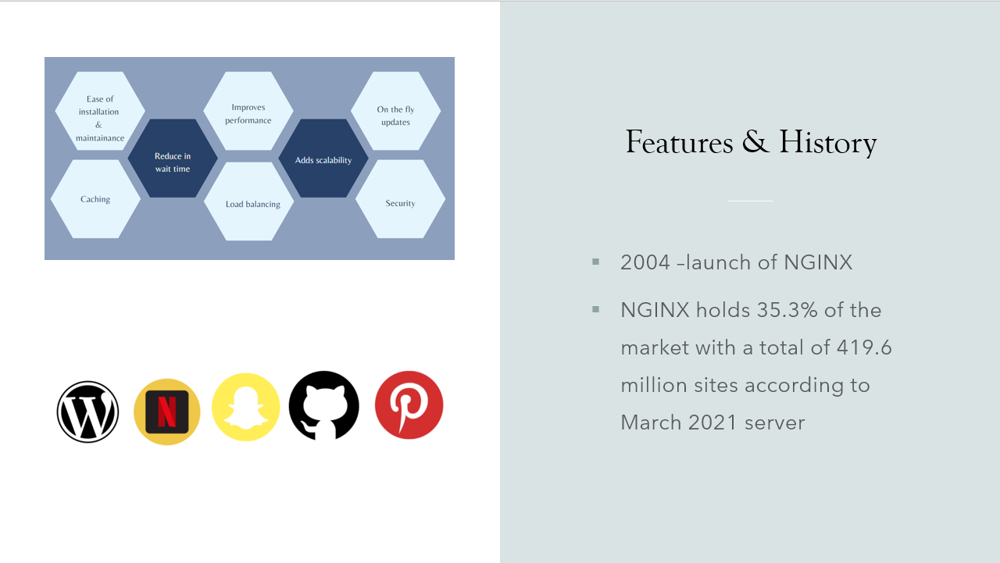 Ease of
installation
&
maintainance
Reduce in
wait time
Improves
performance
Adds scalability
On the fly
updates
Caching
Load balancing
Security
Features & History
2004 –launch of NGINX
NGINX holds 35.3% of the
market with a total of 419.6
million sites according to
March 2021 server